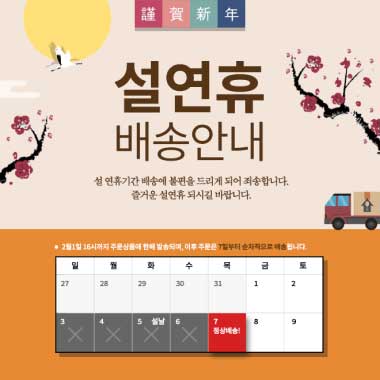 謹賀新年
설연휴
배송안내
설 연휴기간 배송에 불편을 드리게 되어 죄송합니다.
즐거운 설연휴 되시길 바랍니다.
2월1일 16시까지 주문상품에 한해 발송되며, 이후 주문은 7일부터 순차적으로 배송됩니다.
일 월 화 수 목 금 토
27 28 29 30 31 1 2
3 4 5 설날 6 7 8 9
정상배송!